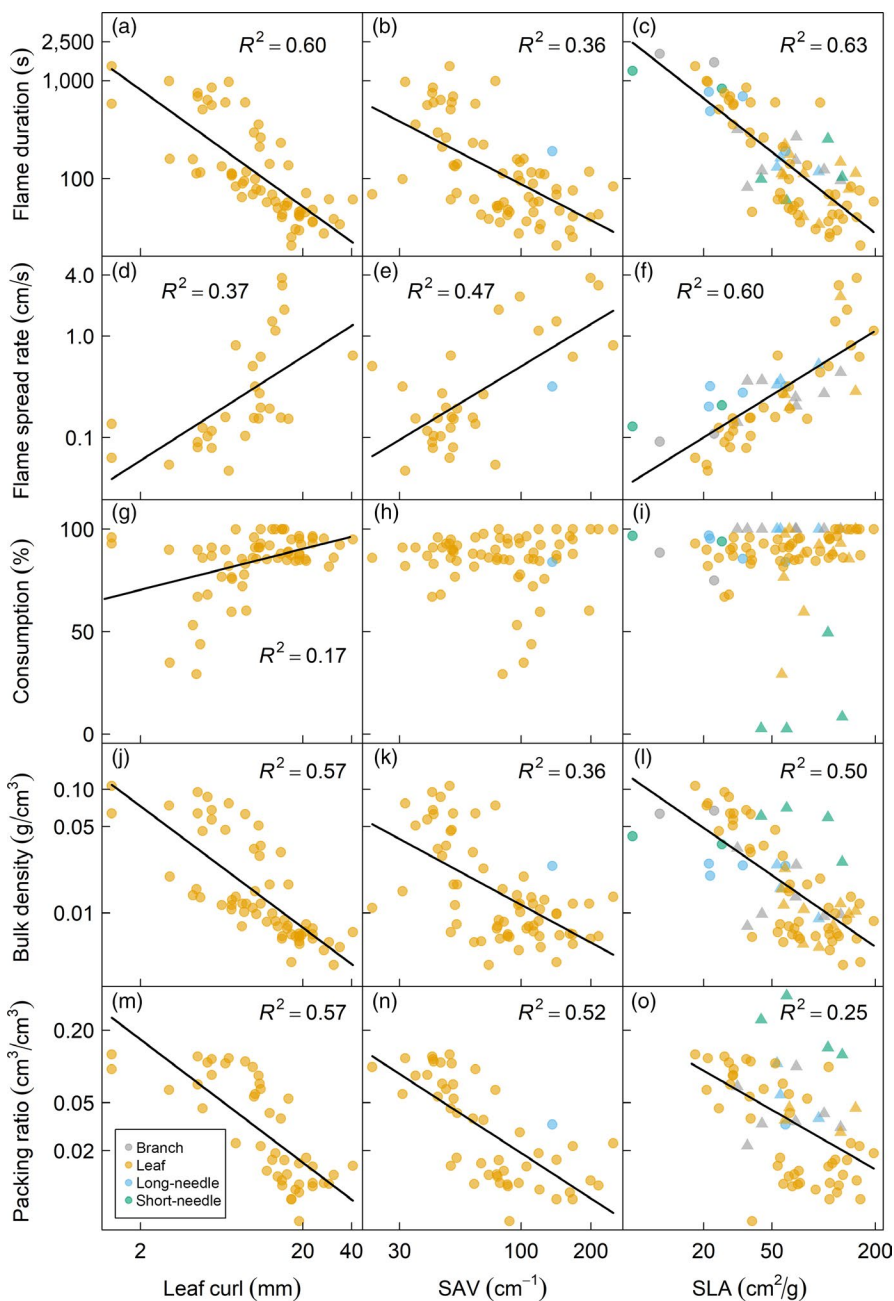 (a) R² = 0.60
(b) R² = 0.36
(c) R² = 0.63
Flame duration (s)
2,500
1,000
100
(d) R² = 0.37
(e) R² = 0.47
(f) R² = 0.60
Flame spread rate (cm/s)
4.0
1.0
0.1
(g)
R² = 0.17
(h)
(i)
Consumption (%)
100
50
0
(j) R² = 0.57
(k) R² = 0.36
(l) R² = 0.50
Bulk density (g/cm³)
0.10
0.05
0.01
(m) R² = 0.57
(n) R² = 0.52
(o) R² = 0.25
Packing ratio (cm³/cm³)
0.20
0.05
0.02
Branch
Leaf
Long-needle
Short-needle
2 20 40
30 100 200
20 50 200
Leaf curl (mm)
SAV (cm⁻¹)
SLA (cm²/g)